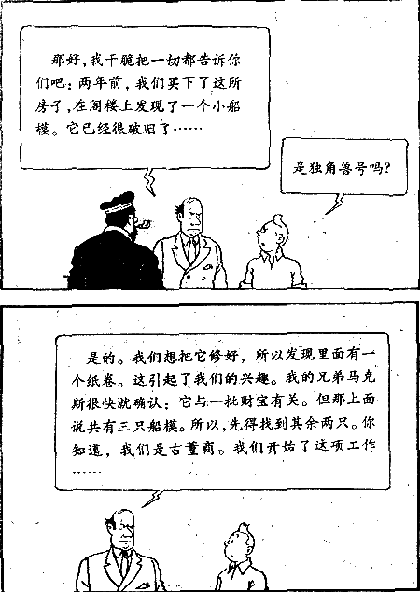 那好，我干脆把一切都告诉你
们吧：两年前，我们买下了这所
房子，在阁楼上发现了一个小船
模。它已经很破旧了……
是独角兽号吗？
是的。我们想把它修好，所以发现里面有一
个纸卷，这引起了我们的兴趣。我的兄弟马克
斯很快就确认：它与一批财宝有关。但那上面
说共有三只船模。所以，先得找到其余两只。你
知道，我们是古董商。我们开始了这项工作
……